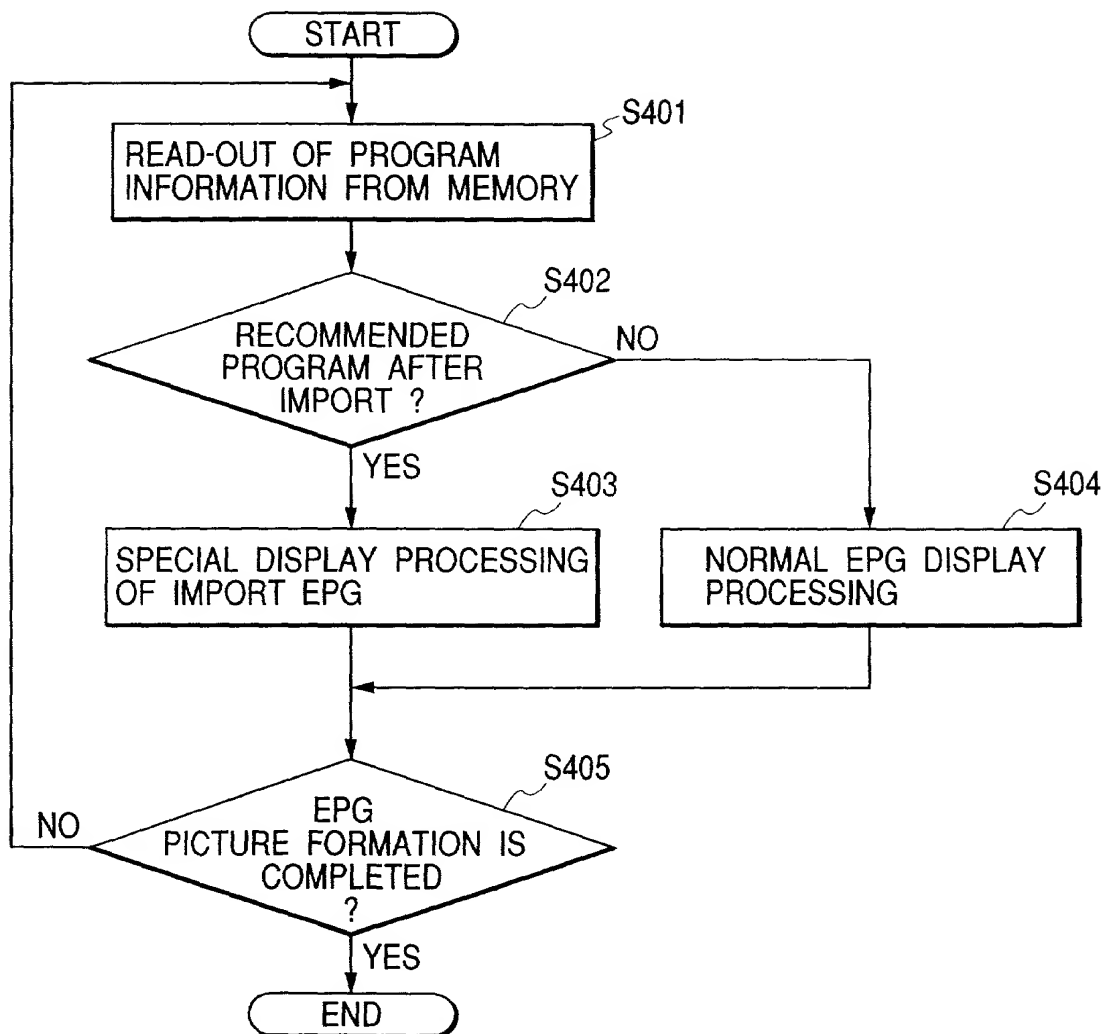 START
S401
READ-OUT OF PROGRAM
INFORMATION FROM MEMORY
S402
RECOMMENDED
PROGRAM AFTER
IMPORT ?
NO
YES
S403
SPECIAL DISPLAY PROCESSING
OF IMPORT EPG
S404
NORMAL EPG DISPLAY
PROCESSING
S405
EPG
PICTURE FORMATION IS
COMPLETED
?
NO
YES
END